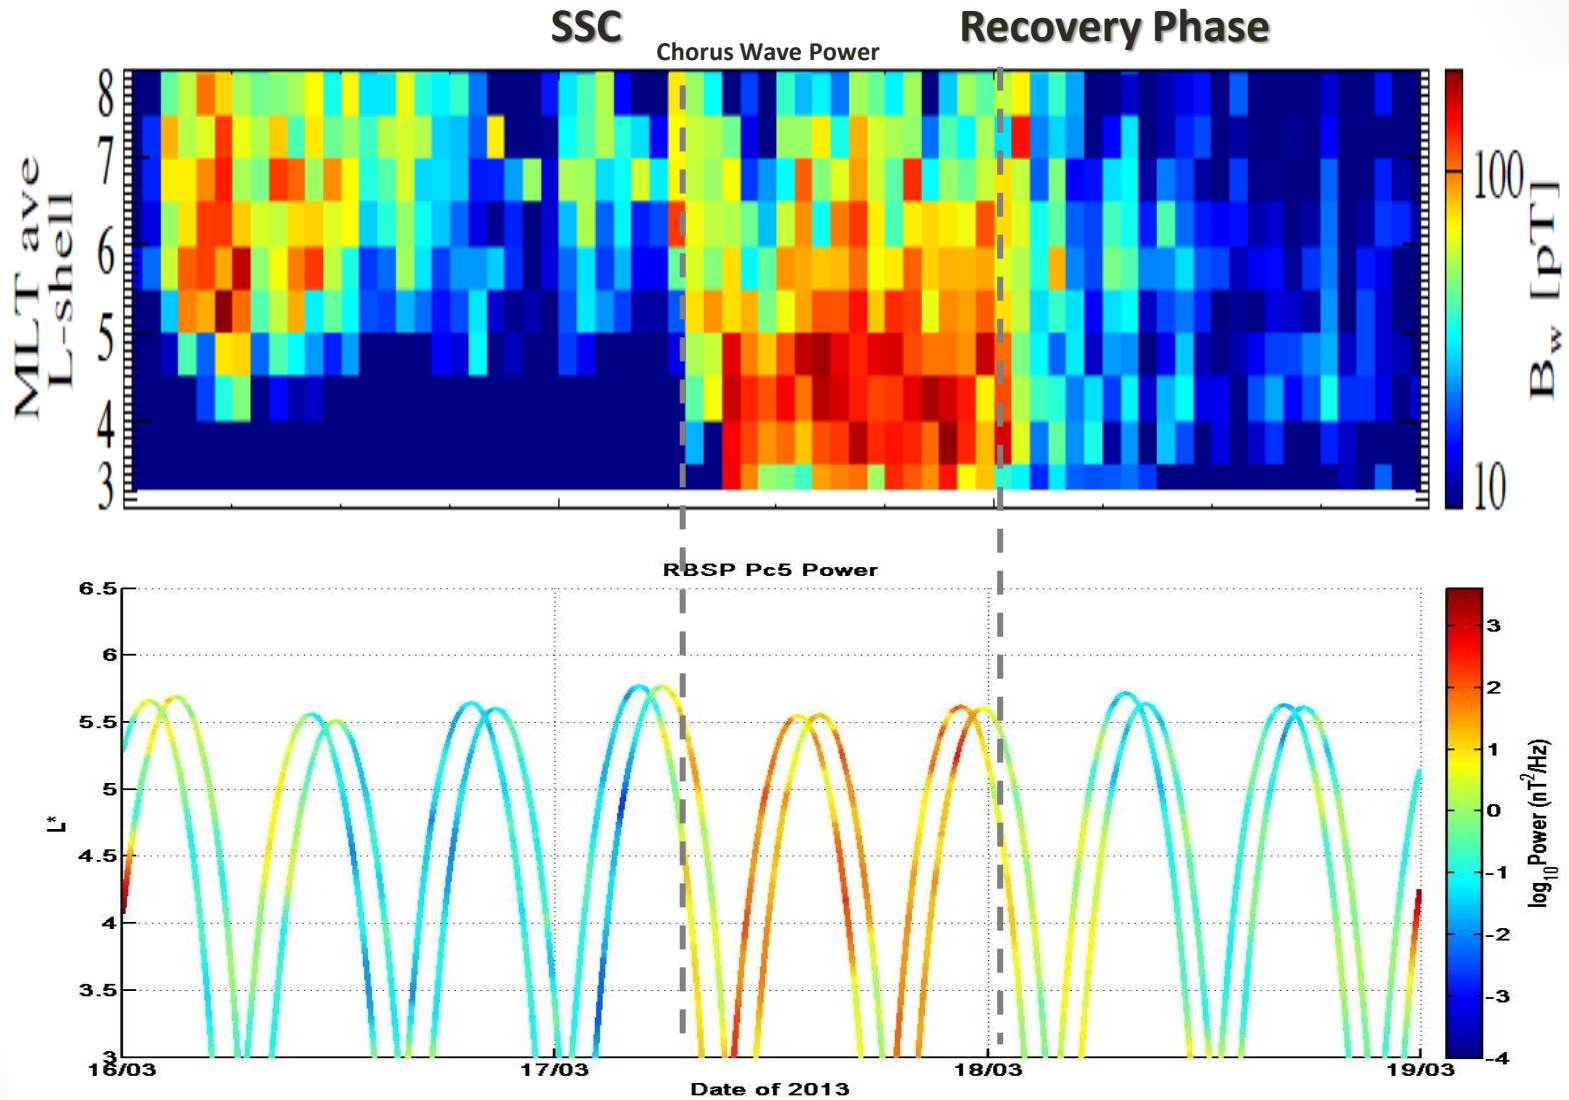 SSC
Recovery Phase
Chorus Wave Power
MLT ave
L-shell
8
7
6
5
4
3
100
10
B_w [pT]
RBSP Pc5 Power
6.5
6
5.5
5
4.5
4
3.5
3
L*
16/03
17/03
18/03
19/03
Date of 2013
3
2
1
0
-1
-2
-3
-4
log10Power (nT²/Hz)